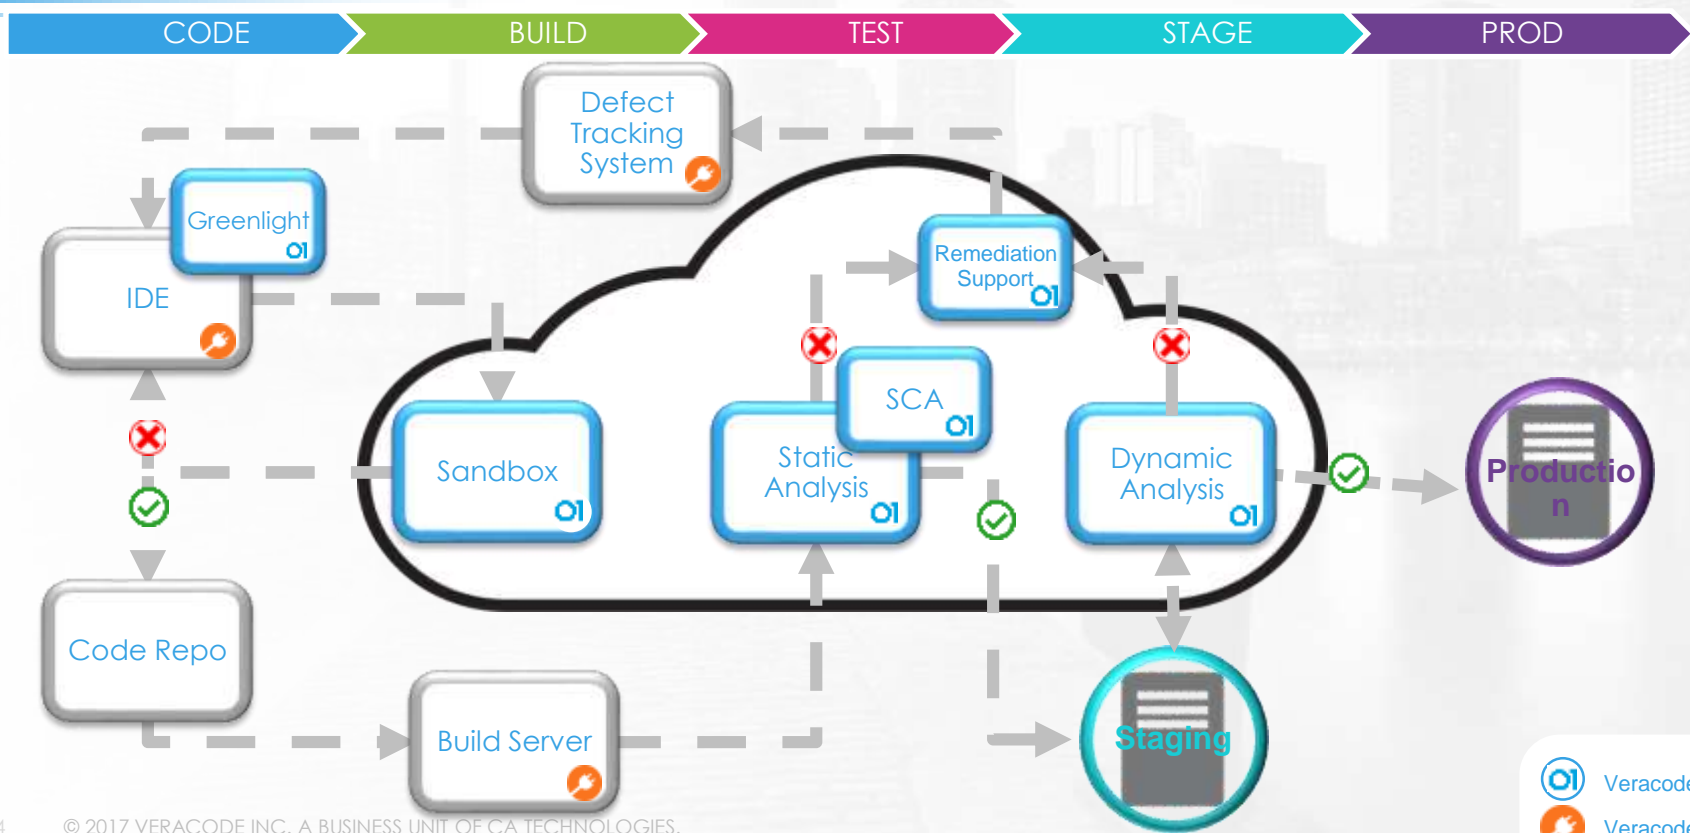 CODE
BUILD
TEST
STAGE
PROD
Defect
Tracking
System
Greenlight
IDE
Remediation
Support
SCA
Sandbox
Static
Analysis
Dynamic
Analysis
Productio
n
Code Repo
Build Server
Staging
Veracode
Veracode
4
© 2017 VERACODE INC. A BUSINESS UNIT OF CA TECHNOLOGIES.